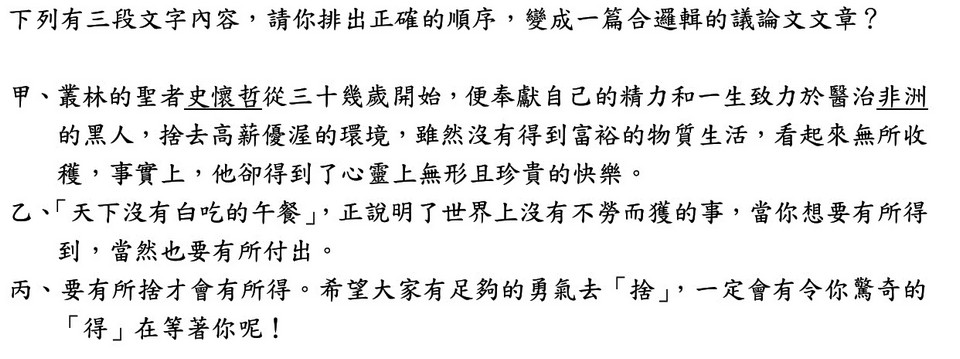 下列有三段文字內容，請你排出正確的順序，變成一篇合邏輯的議論文文章？
甲、叢林的聖者史懷哲從三十幾歲開始，便奉獻自己的精力和一生致力於醫治非洲
的黑人，捨去高薪優渥的環境，雖然沒有得到富裕的物質生活，看起來無所收
穫，事實上，他卻得到了心靈上無形且珍貴的快樂。
乙、「天下沒有白吃的午餐」，正說明了世界上沒有不勞而獲的事，當你想要有所得
到，當然也要有所付出。
丙、要有所捨才會有所得。希望大家有足夠的勇氣去「捨」，一定會有令你驚奇的
「得」在等著你呢！